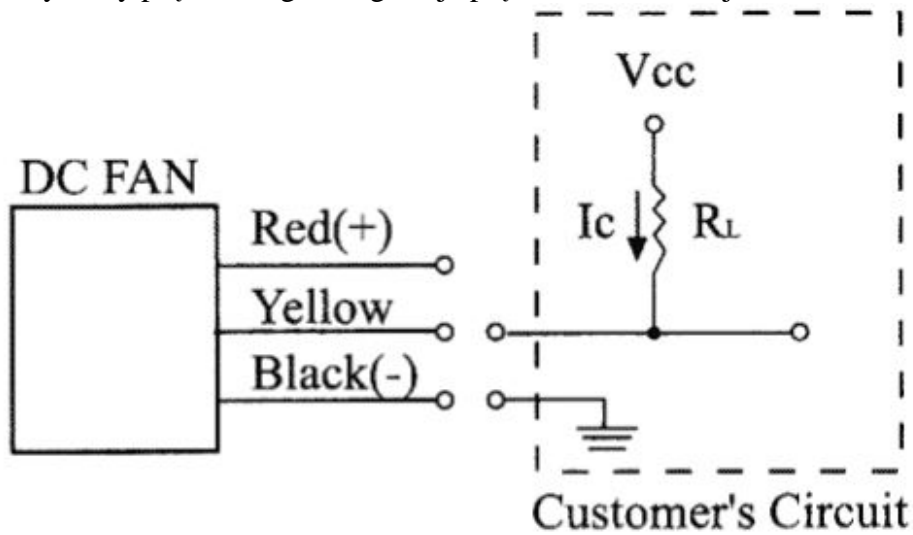 Vcc
DC FAN
Red(+)
Ic
RL
Yellow
Black(-)
Customer's Circuit